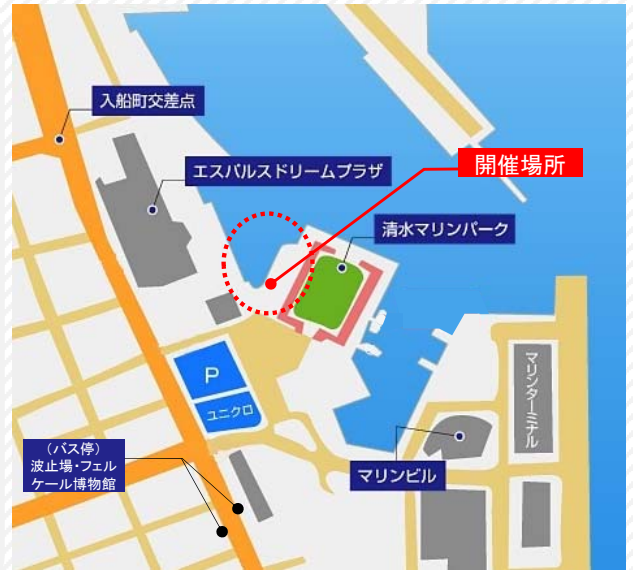 入船町交差点
エスパルスドリームプラザ
開催場所
清水マリンパーク
P
ユニクロ
マリンターミナル
(バス停)
波止場・フェル
ケール博物館
マリンビル